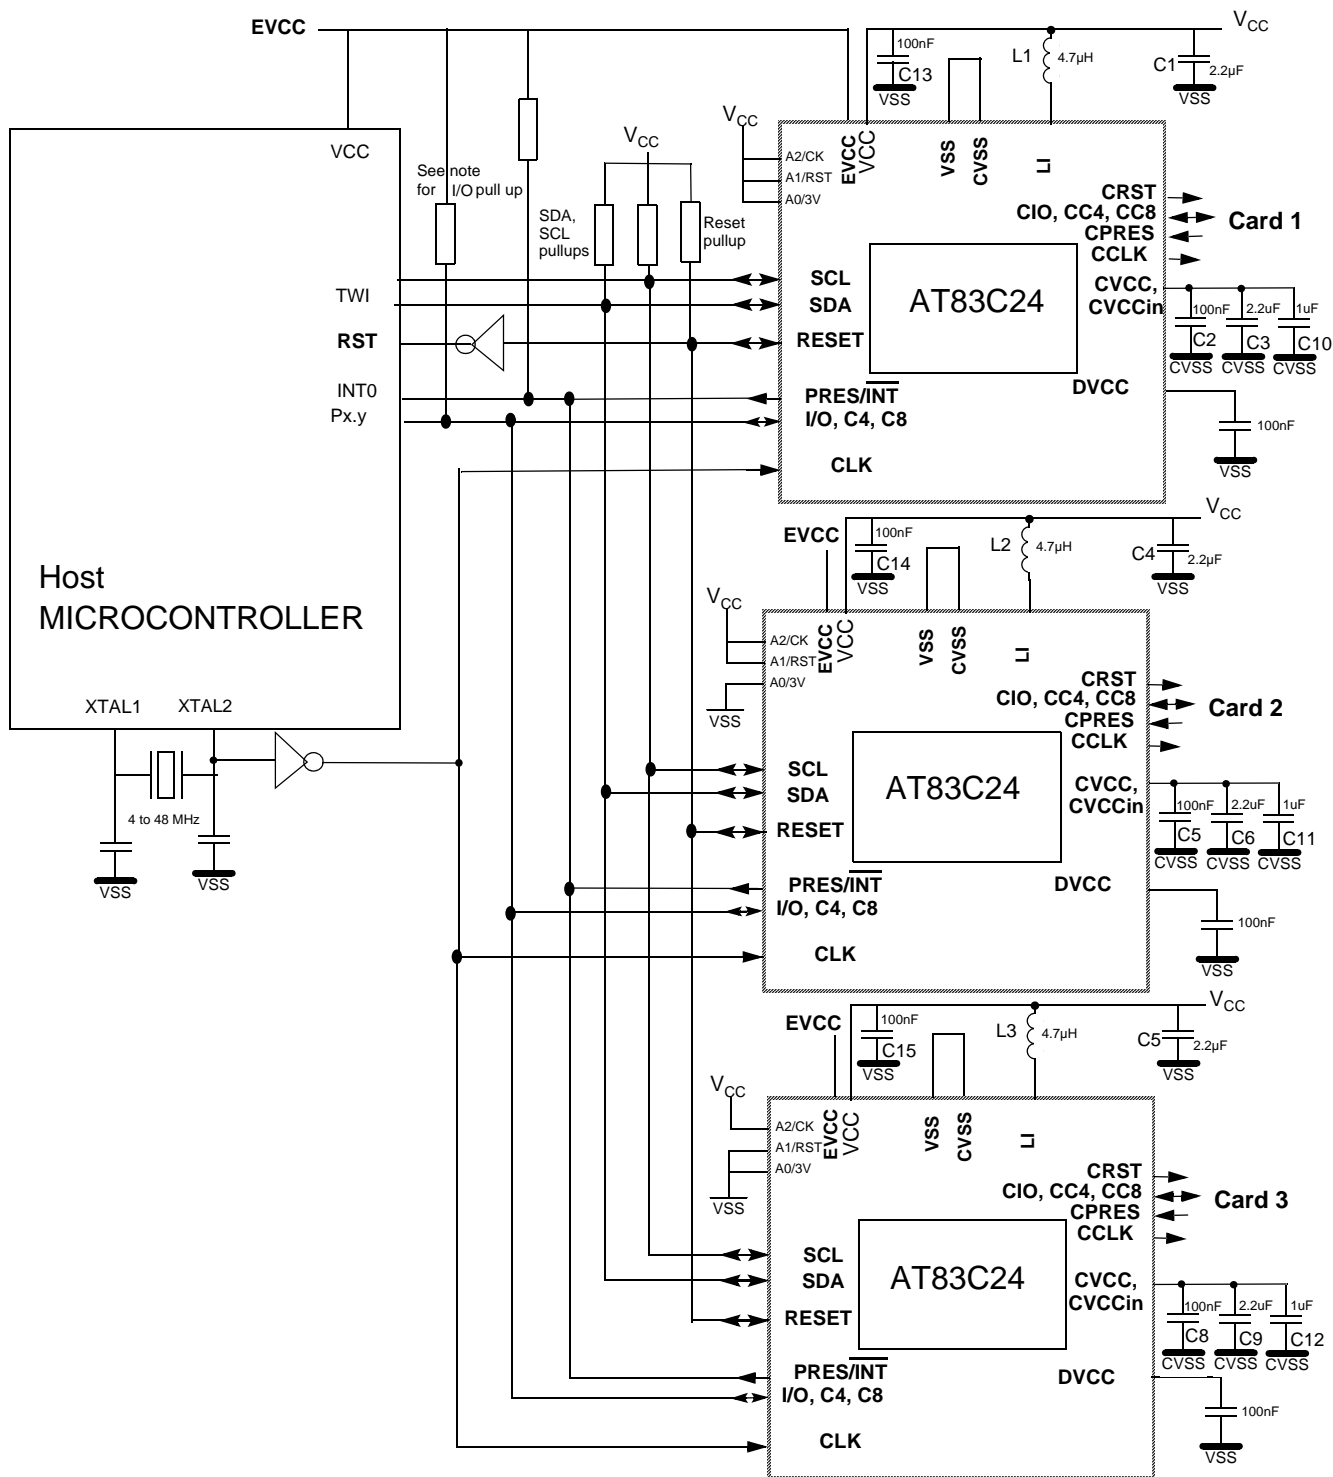 EVCC
V_CC
100nF
C13
VSS
L1
4.7µH
C1
2.2µF
VSS
VCC
See note
for I/O pull up
V_CC
V_CC
SDA,
SCL
pullups
Reset
pullup
A2/CK
A1/RST
A0/3V
EVCC
VCC
VSS
CVSS
LI
CRST
CIO, CC4, CC8
CPRES
CCLK
Card 1
TWI
RST
INT0
Px.y
SCL
SDA
RESET
PRES/INT
I/O, C4, C8
CLK
AT83C24
CVCC,
CVCCin
DVCC
100nF
C2
CVSS
2.2uF
C3
CVSS
1uF
C10
CVSS
100nF
VSS
Host
MICROCONTROLLER
XTAL1
XTAL2
4 to 48 MHz
VSS
VSS
EVCC
V_CC
100nF
C14
VSS
L2
4.7µH
C4
2.2µF
VSS
V_CC
A2/CK
A1/RST
A0/3V
VSS
EVCC
VCC
VSS
CVSS
LI
CRST
CIO, CC4, CC8
CPRES
CCLK
Card 2
SCL
SDA
RESET
PRES/INT
I/O, C4, C8
CLK
AT83C24
CVCC,
CVCCin
DVCC
100nF
C5
CVSS
2.2uF
C6
CVSS
1uF
C11
CVSS
100nF
VSS
EVCC
V_CC
100nF
C15
VSS
L3
4.7µH
C5
2.2µF
VSS
V_CC
A2/CK
A1/RST
A0/3V
VSS
EVCC
VCC
VSS
CVSS
LI
CRST
CIO, CC4, CC8
CPRES
CCLK
Card 3
SCL
SDA
RESET
PRES/INT
I/O, C4, C8
CLK
AT83C24
CVCC,
CVCCin
DVCC
100nF
C8
CVSS
2.2uF
C9
CVSS
1uF
C12
CVSS
100nF
VSS